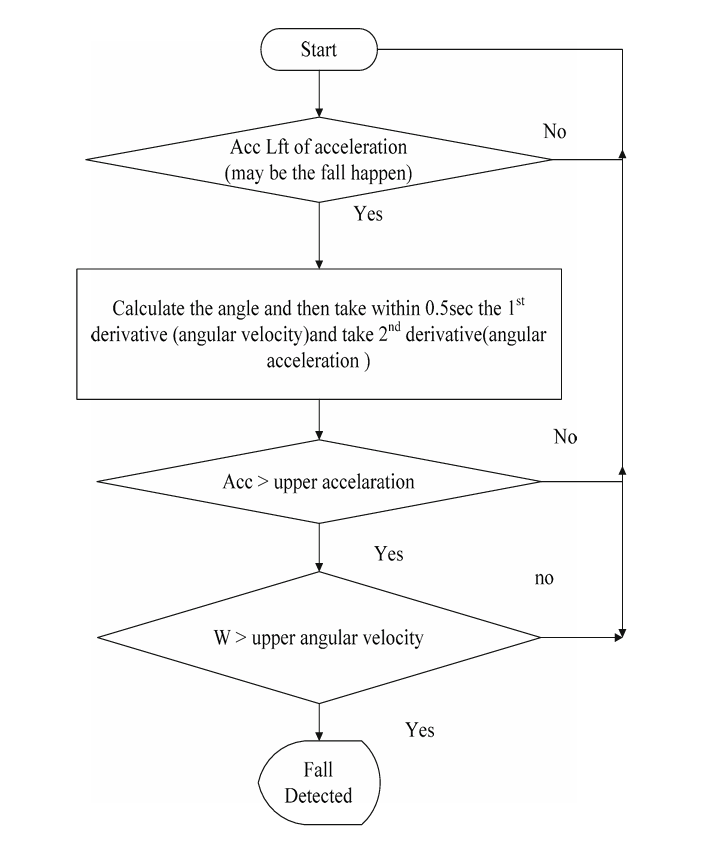 Start
No
Acc Lft of acceleration
(may be the fall happen)
Yes
Calculate the angle and then take within 0.5sec the 1st
derivative (angular velocity)and take 2nd derivative(angular
acceleration )
No
Acc > upper accelaration
Yes
no
W > upper angular velocity
Yes
Fall
Detected